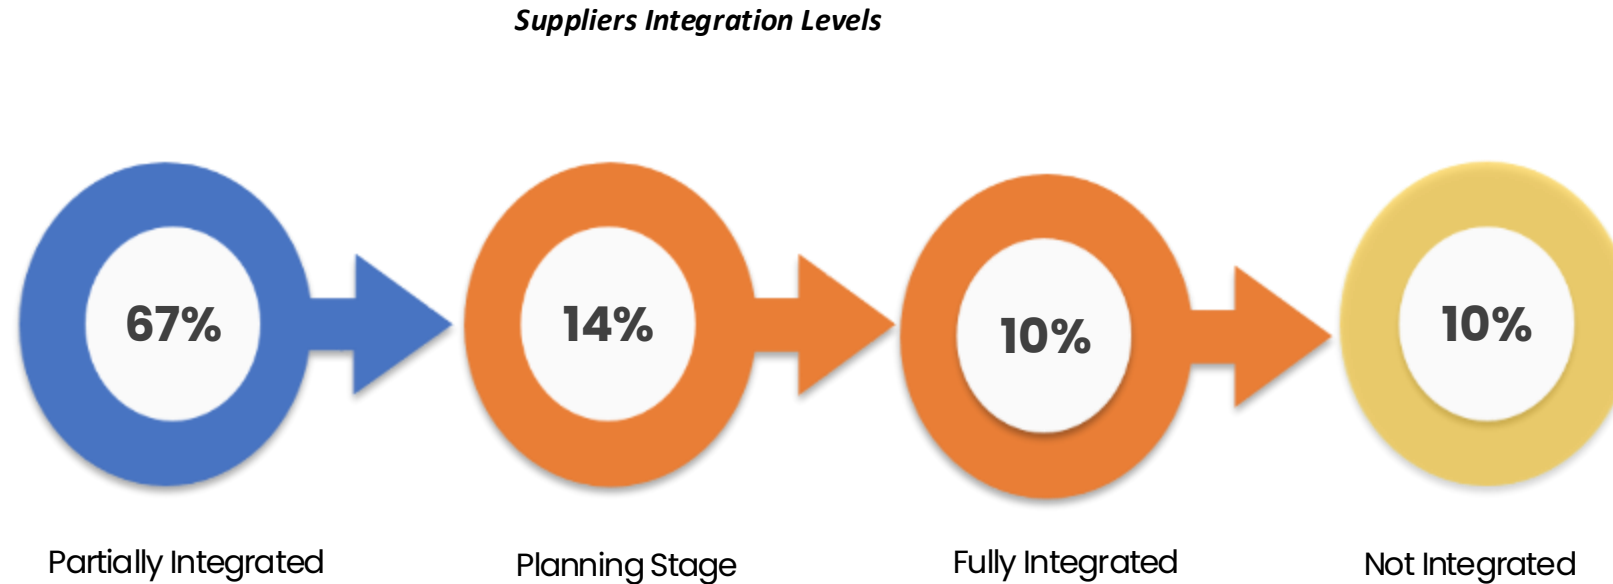 Suppliers Integration Levels
67%
14%
10%
10%
Partially Integrated
Planning Stage
Fully Integrated
Not Integrated